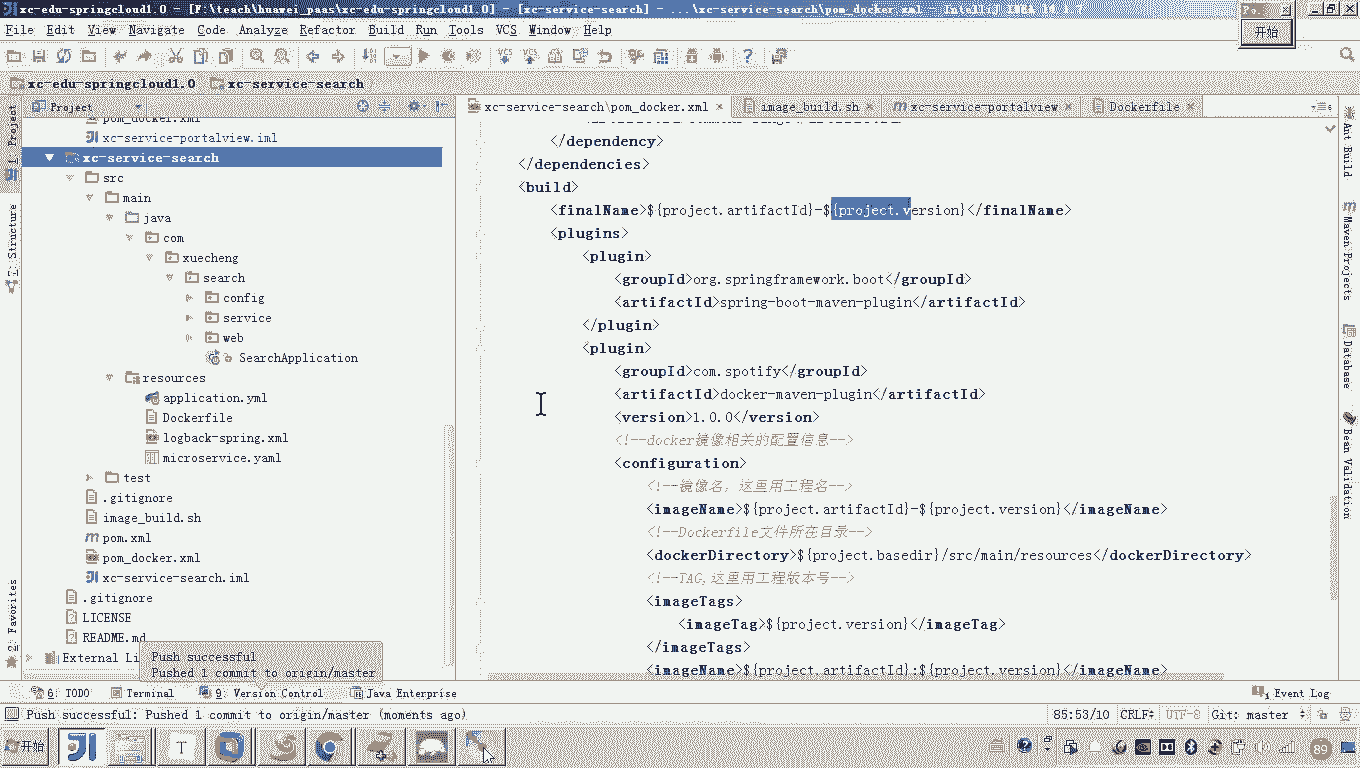 xc-edu-springcloud1.0 - [F:\teach\huawei_paas\xc-edu-springcloud1.0] - [xc-service-search] - ...\xc-service-search\pom_docker.xml - IntelliJ IDEA
File Edit View Navigate Code Analyze Refactor Build Run Tools VCS Window Help
开始
xc-edu-springcloud1.0 xc-service-search
Project
xc-service-search\pom_docker.xml image_build.sh xc-service-portalview Dockerfile
pom_docker.xml
xc-service-portalview.iml
xc-service-search
src
main
java
com
xuecheng
search
config
service
web
SearchApplication
resources
application.yml
Dockerfile
logback-spring.xml
microservice.yaml
test
.gitignore
image_build.sh
pom.xml
pom_docker.xml
xc-service-search.iml
.gitignore
LICENSE
README.md
External Li
Push successful
Pushed 1 commit to origin/master
</dependency>
</dependencies>
<build>
<finalName>${project.artifactId}-${project.version}</finalName>
<plugins>
<plugin>
<groupId>org.springframework.boot</groupId>
<artifactId>spring-boot-maven-plugin</artifactId>
</plugin>
<plugin>
<groupId>com.spotify</groupId>
<artifactId>docker-maven-plugin</artifactId>
<version>1.0.0</version>
<!--docker镜像相关的配置信息-->
<configuration>
<!--镜像名，这里用工程名-->
<imageName>${project.artifactId}-${project.version}</imageName>
<!--Dockerfile文件所在目录-->
<dockerDirectory>${project.basedir}/src/main/resources</dockerDirectory>
<!--TAG,这里用工程版本号-->
<imageTags>
<imageTag>${project.version}</imageTag>
</imageTags>
<imageName>${project.artifactId}:${project.version}</imageName>
1: Project
7: Structure
2: Favorites
Ant Build
Maven Projects
Database
Bean Validation
6: TODO Terminal 9: Version Control Java Enterprise
1 Event Log
Push successful: Pushed 1 commit to origin/master (moments ago)
85:53/10 CRLF UTF-8 Git: master
开始
89